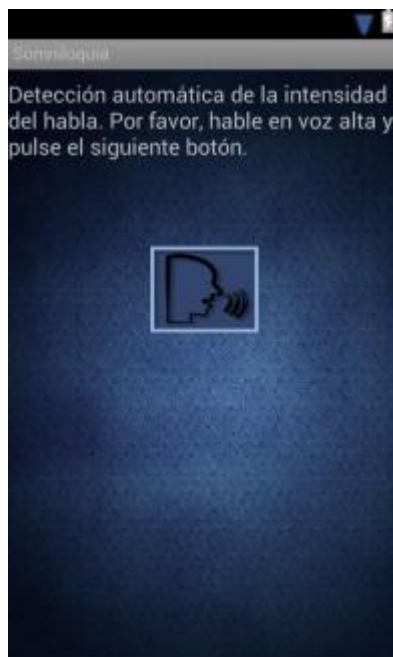 Somniloquia
Detección automática de la intensidad
del habla. Por favor, hable en voz alta y
pulse el siguiente botón.